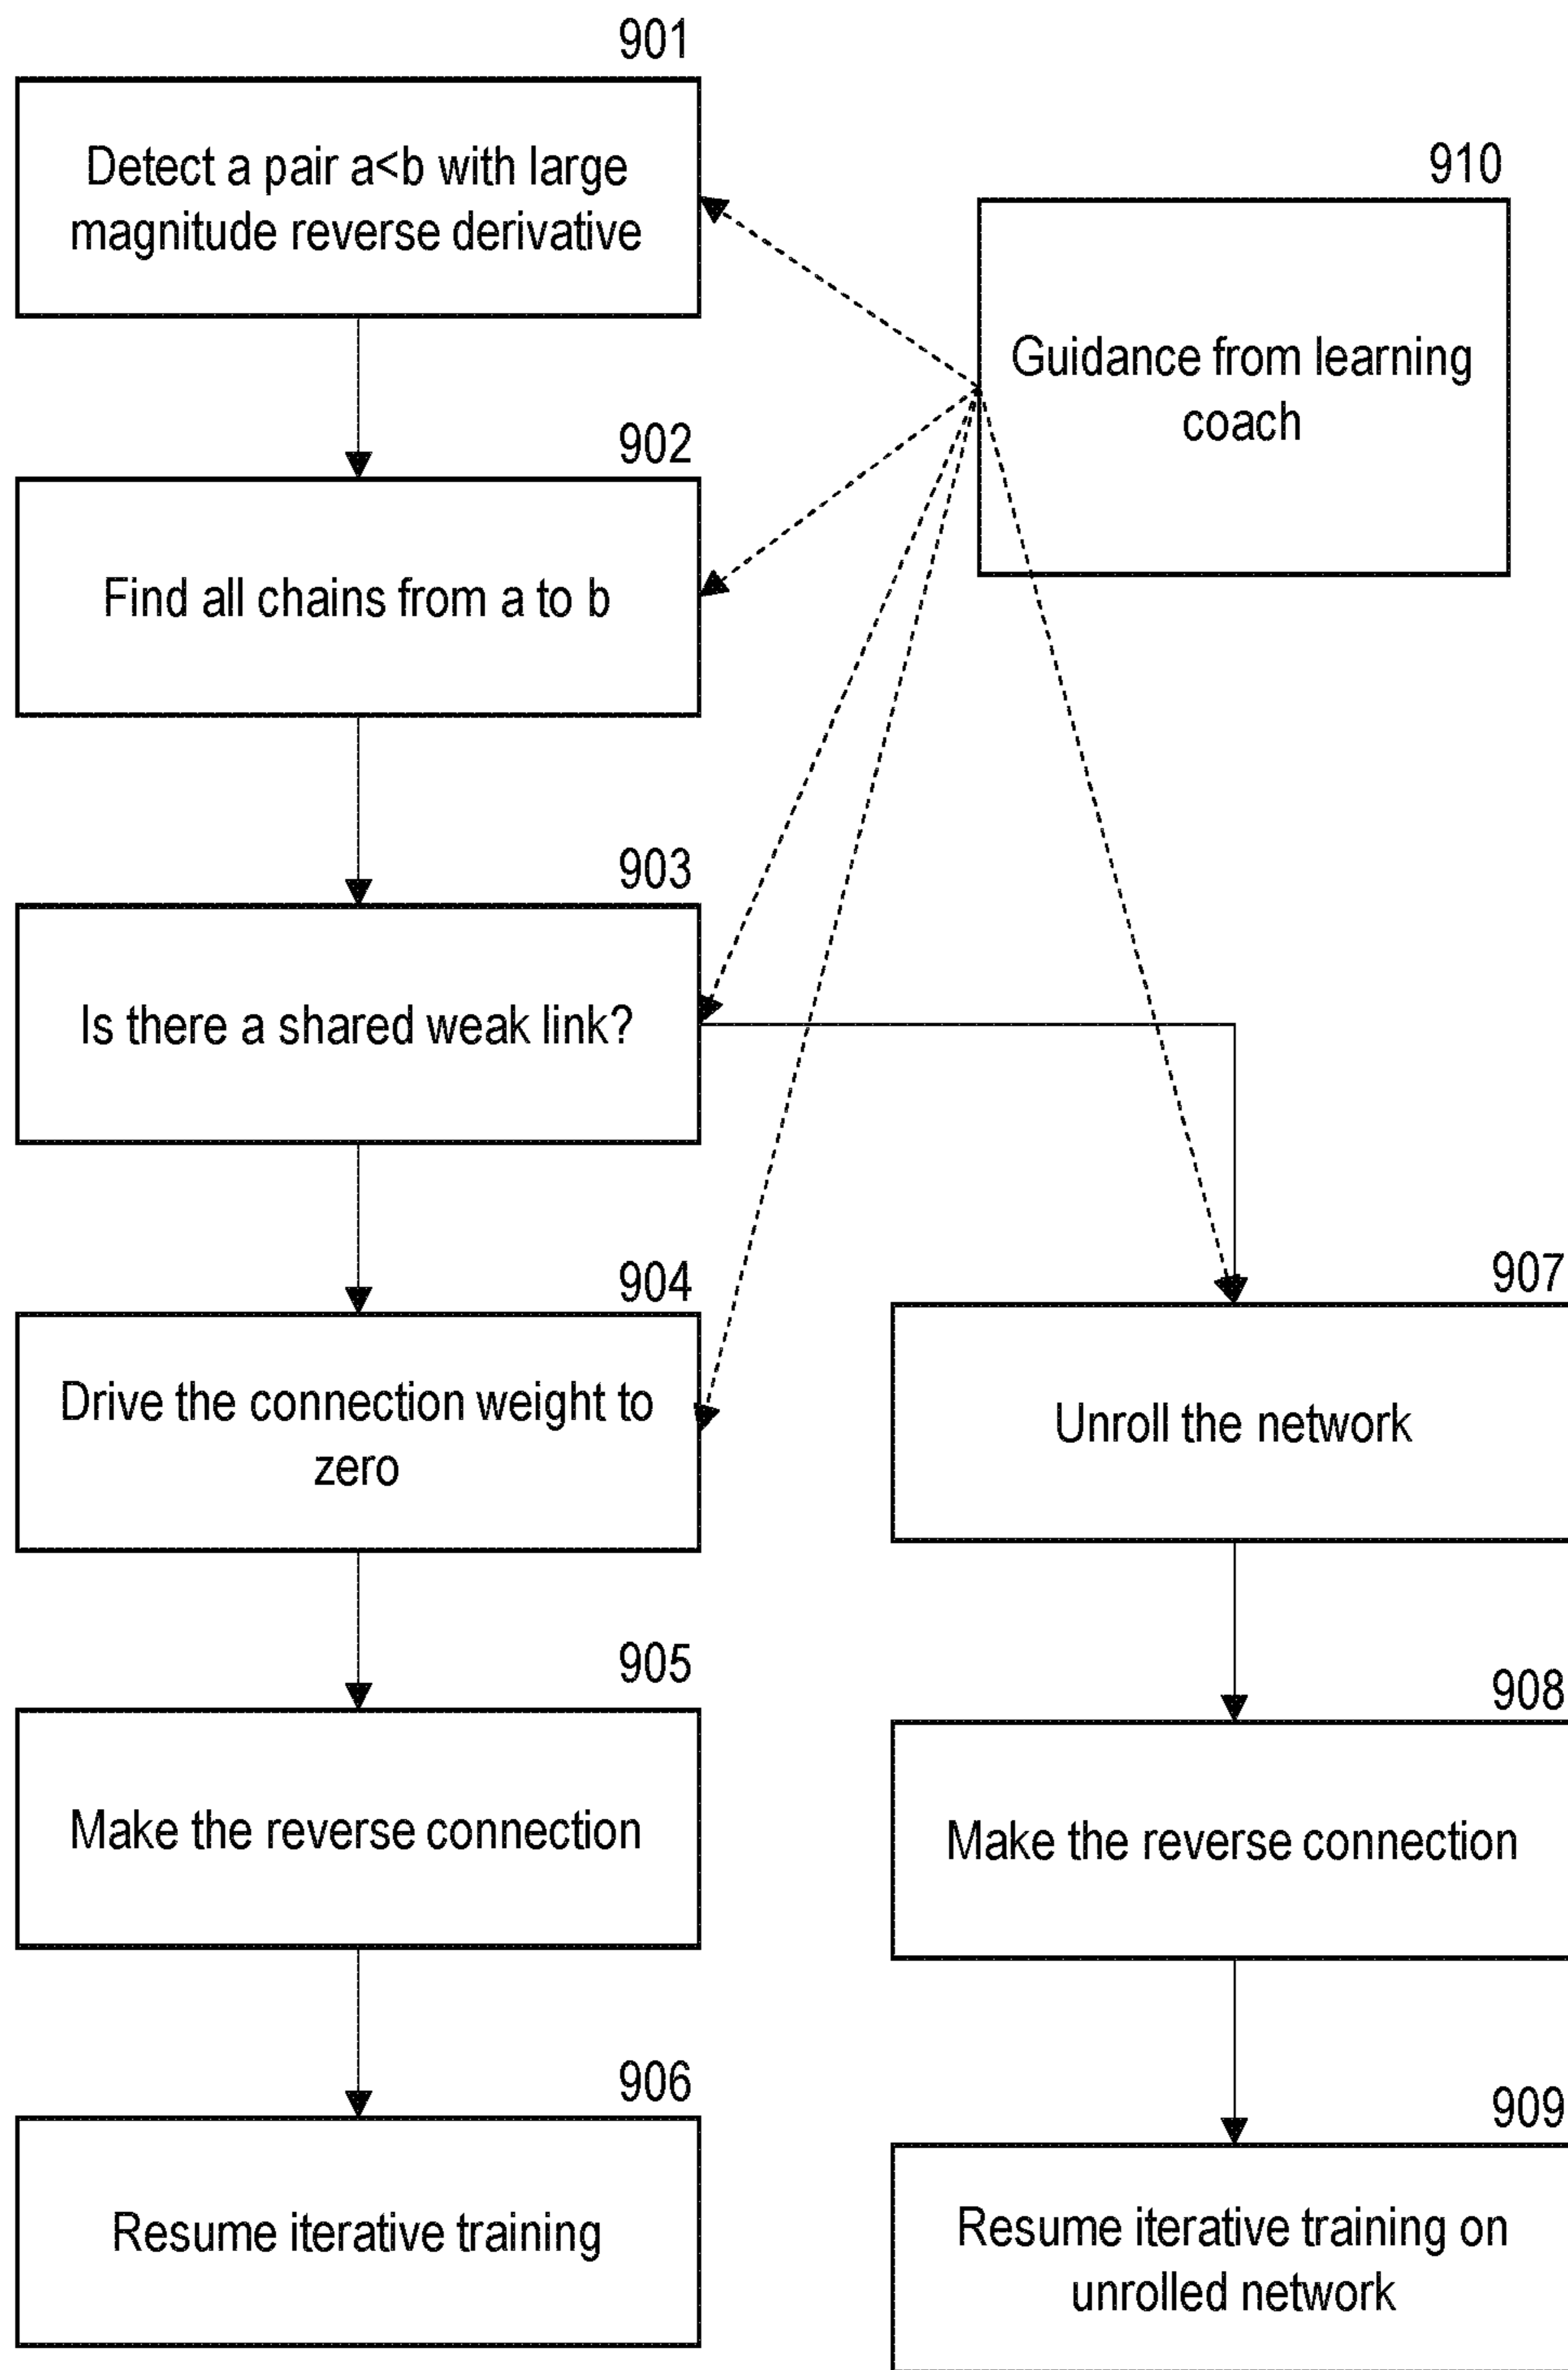 901
Detect a pair a<b with large
magnitude reverse derivative
910
Guidance from learning
coach
902
Find all chains from a to b
903
Is there a shared weak link?
904
Drive the connection weight to
zero
907
Unroll the network
905
Make the reverse connection
908
Make the reverse connection
906
Resume iterative training
909
Resume iterative training on
unrolled network